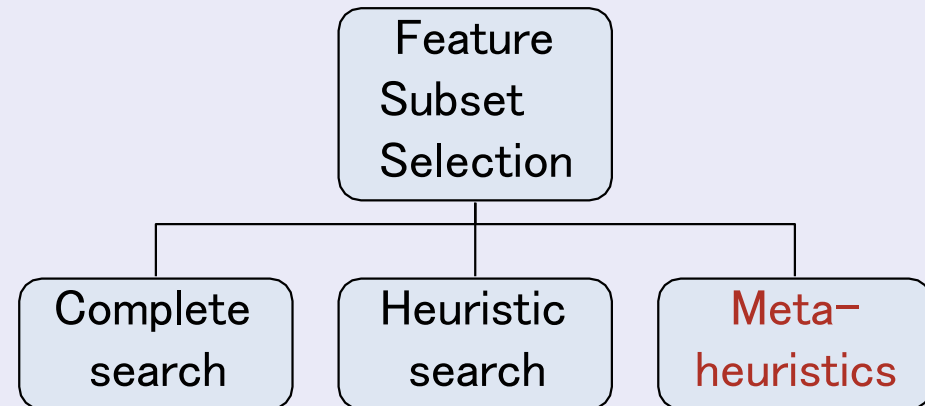 Feature
Subset
Selection
Complete
search
Heuristic
search
Meta-
heuristics